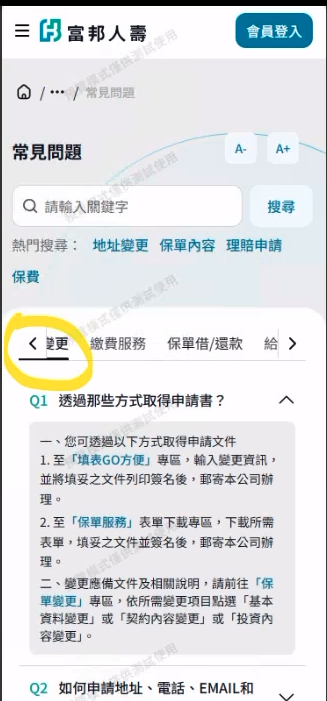 富邦人壽
會員登入
/ ••• / 常見問題
常見問題
A-
A+
請輸入關鍵字
搜尋
熱門搜尋： 地址變更 保單內容 理賠申請
保費
變更 繳費服務 保單借/還款 給
Q1 透過那些方式取得申請書？
一、您可透過以下方式取得申請文件
1. 至「填表GO方便」專區，輸入變更資訊，
並將填妥之文件列印簽名後，郵寄本公司辦
理。
2. 至「保單服務」表單下載專區，下載所需
表單，填妥文件並簽名後，郵寄本公司辦
理。
二、變更應備文件及相關說明，請前往「保
單變更」專區，依所需變更項目點選「基本
資料變更」或「契約內容變更」或「投資內
容變更」。
Q2 如何申請地址、電話、EMAIL和